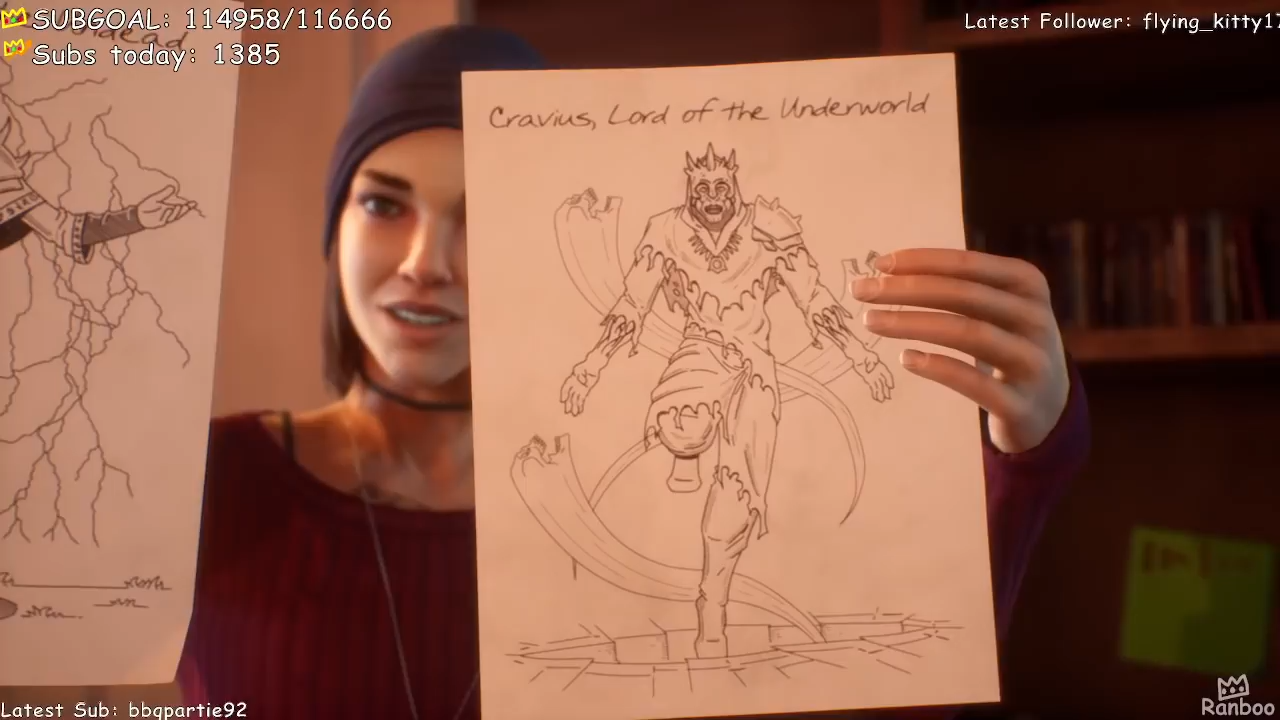 SUBGOAL: 114958/116666
Subs today: 1385
Latest Follower: flying_kitty17
Cravius, Lord of the Underworld
Latest Sub: bbqpartie92
Ranboo